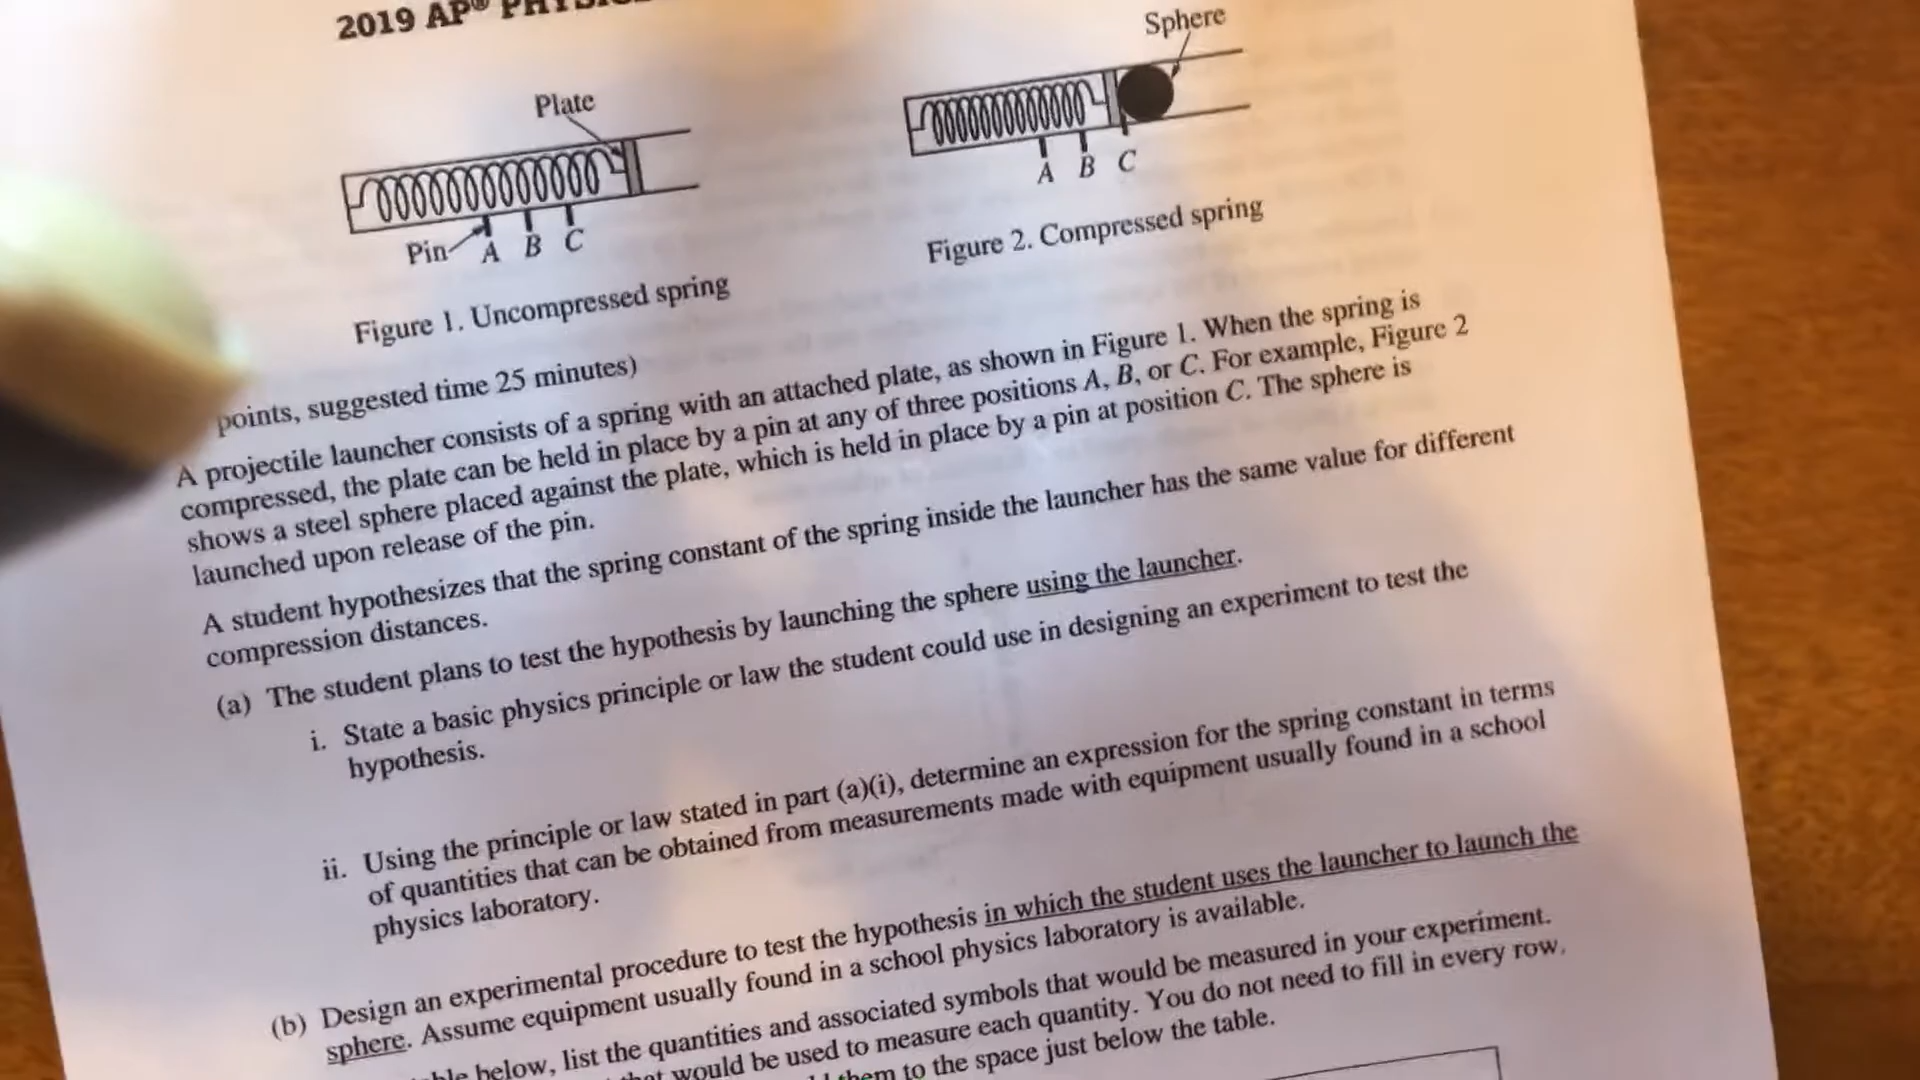 2019 AP®
Sphere
Plate
A B C
Pin A B C
Figure 2. Compressed spring
Figure 1. Uncompressed spring
points, suggested time 25 minutes)
A projectile launcher consists of a spring with an attached plate, as shown in Figure 1. When the spring is
compressed, the plate can be held in place by a pin at any of three positions A, B, or C. For example, Figure 2
shows a steel sphere placed against the plate, which is held in place by a pin at position C. The sphere is
launched upon release of the pin.
A student hypothesizes that the spring constant of the spring inside the launcher has the same value for different
compression distances.
(a) The student plans to test the hypothesis by launching the sphere using the launcher.
i. State a basic physics principle or law the student could use in designing an experiment to test the
hypothesis.
ii. Using the principle or law stated in part (a)(i), determine an expression for the spring constant in terms
of quantities that can be obtained from measurements made with equipment usually found in a school
physics laboratory.
(b) Design an experimental procedure to test the hypothesis in which the student uses the launcher to launch the
sphere. Assume equipment usually found in a school physics laboratory is available.
below, list the quantities and associated symbols that would be measured in your experiment.
would be used to measure each quantity. You do not need to fill in every row.
them to the space just below the table.